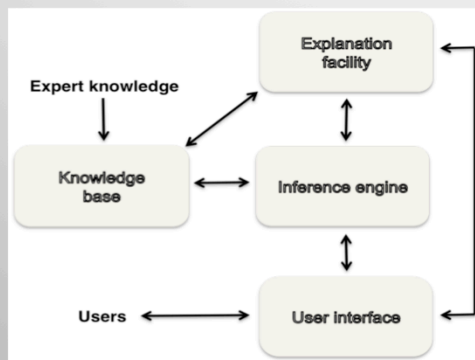 Explanation
facility
Expert knowledge
Knowledge
base
Inference engine
Users
User interface